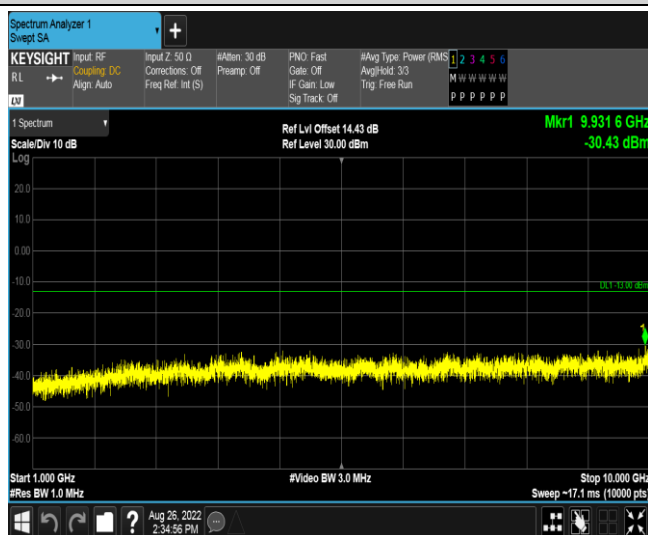 Spectrum Analyzer 1
Swept SA
KEYSIGHT
RL
LXI
Input: RF
Coupling: DC
Align: Auto
Input Z: 50 Ω
Corrections: Off
Freq Ref: Int (S)
#Atten: 30 dB
Preamp: Off
PNO: Fast
Gate: Off
IF Gain: Low
Sig Track: Off
#Avg Type: Power (RMS
Avg|Hold: 3/3
Trig: Free Run
1 2 3 4 5 6
M W W W W W
P P P P P P
1 Spectrum
Scale/Div 10 dB
Log
Ref Lvl Offset 14.43 dB
Ref Level 30.00 dBm
Mkr1 9.931 6 GHz
-30.43 dBm
20.0
10.0
0.00
-10.0
DL1 -13.00 dBm
-20.0
-30.0
1
-40.0
-50.0
-60.0
Start 1.000 GHz
#Res BW 1.0 MHz
#Video BW 3.0 MHz
Stop 10.000 GHz
Sweep ~17.1 ms (10000 pts)
?
Aug 26, 2022
2:34:56 PM